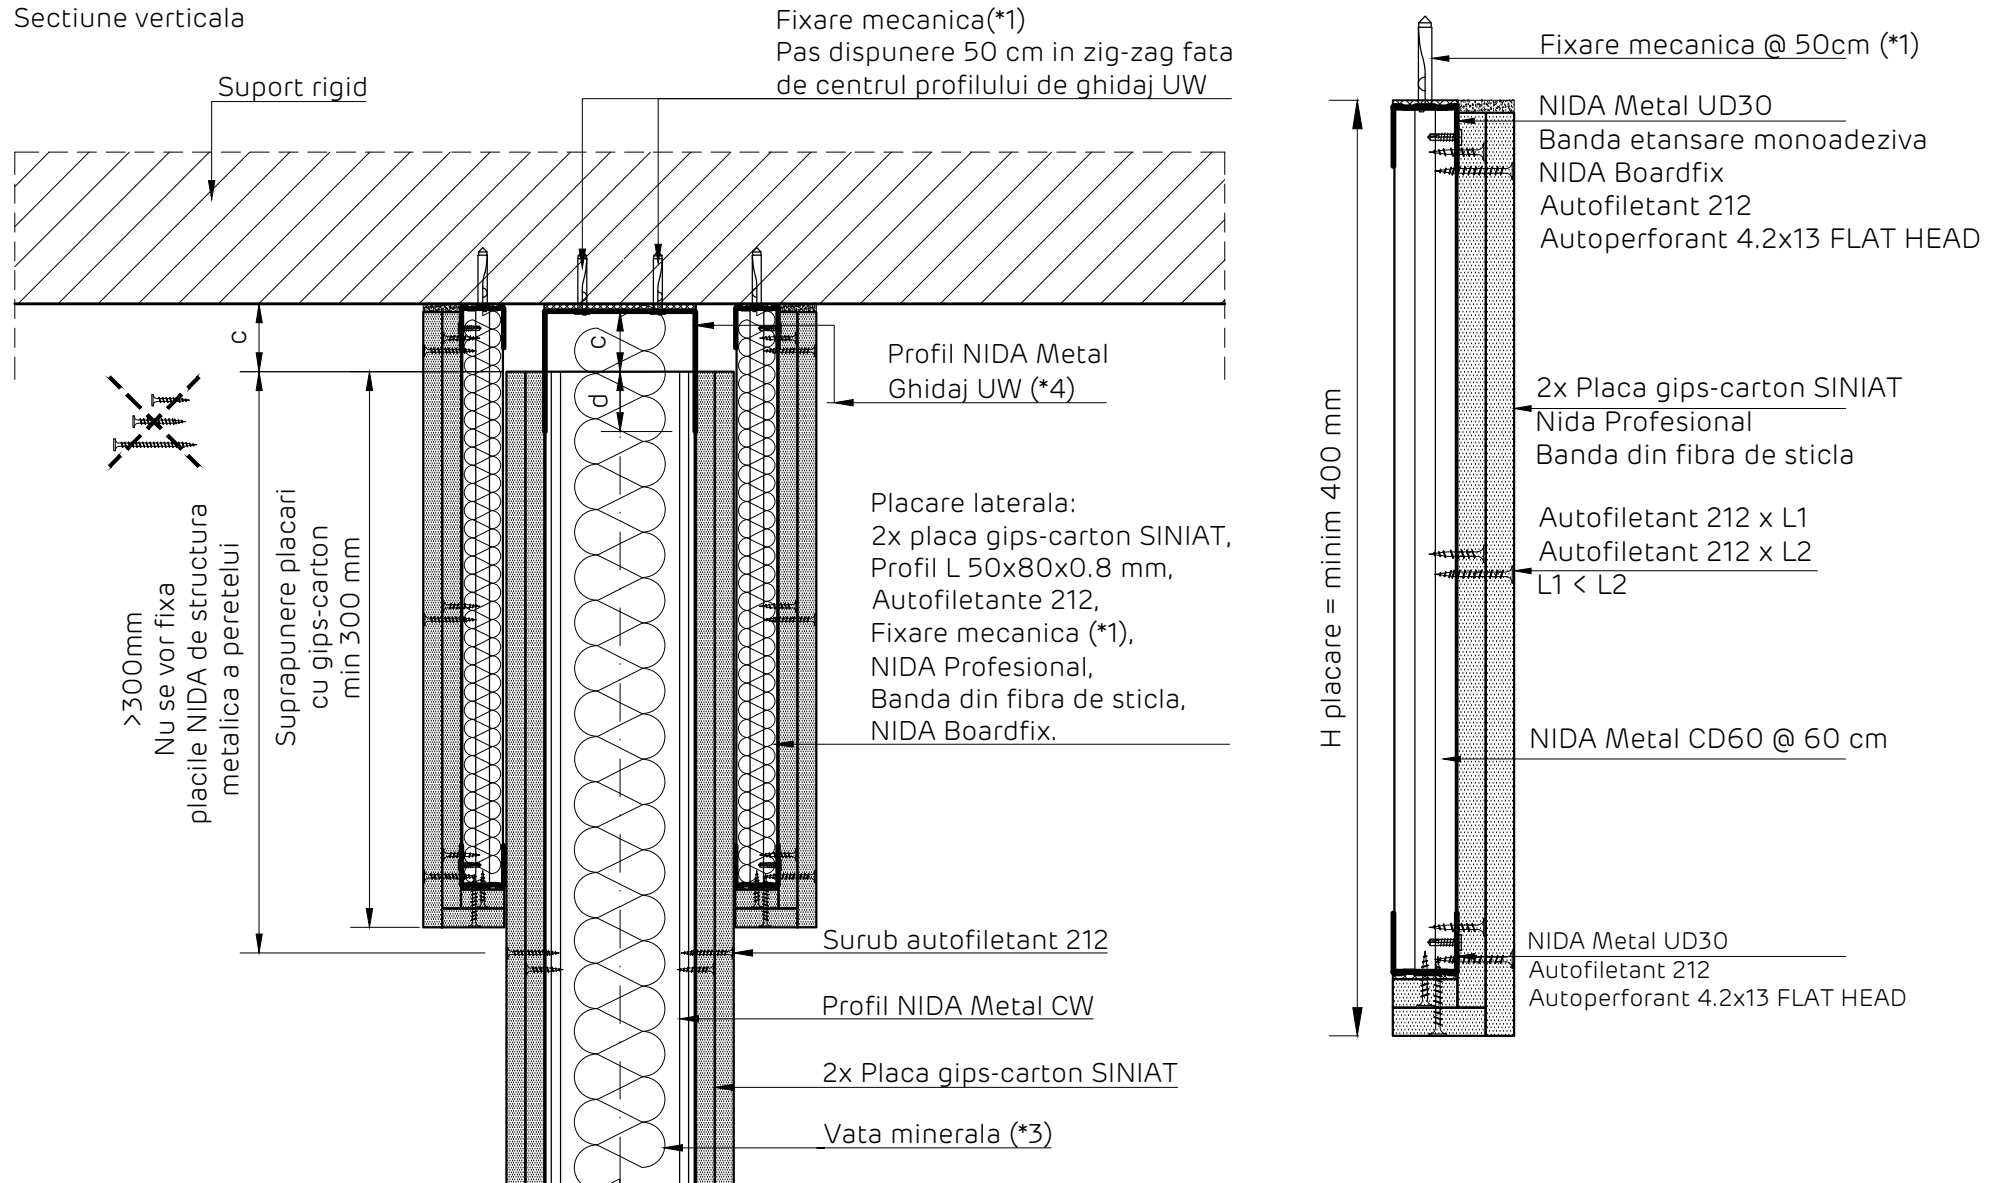 Sectiune verticala
Suport rigid
Fixare mecanica(*1)
Pas dispunere 50 cm in zig-zag fata
de centrul profilului de ghidaj UW
c
c
d
Profil NIDA Metal
Ghidaj UW (*4)
>300mm
Nu se vor fixa
placile NIDA de structura
metalica a peretelui
Suprapunere placari
cu gips-carton
min 300 mm
Placare laterala:
2x placa gips-carton SINIAT,
Profil L 50x80x0.8 mm,
Autofiletante 212,
Fixare mecanica (*1),
NIDA Profesional,
Banda din fibra de sticla,
NIDA Boardfix.
Surub autofiletant 212
Profil NIDA Metal CW
2x Placa gips-carton SINIAT
Vata minerala (*3)
Fixare mecanica @ 50cm (*1)
NIDA Metal UD30
Banda etansare monoadeziva
NIDA Boardfix
Autofiletant 212
Autoperforant 4.2x13 FLAT HEAD
H placare = minim 400 mm
2x Placa gips-carton SINIAT
Nida Profesional
Banda din fibra de sticla
Autofiletant 212 x L1
Autofiletant 212 x L2
L1 < L2
NIDA Metal CD60 @ 60 cm
NIDA Metal UD30
Autofiletant 212
Autoperforant 4.2x13 FLAT HEAD